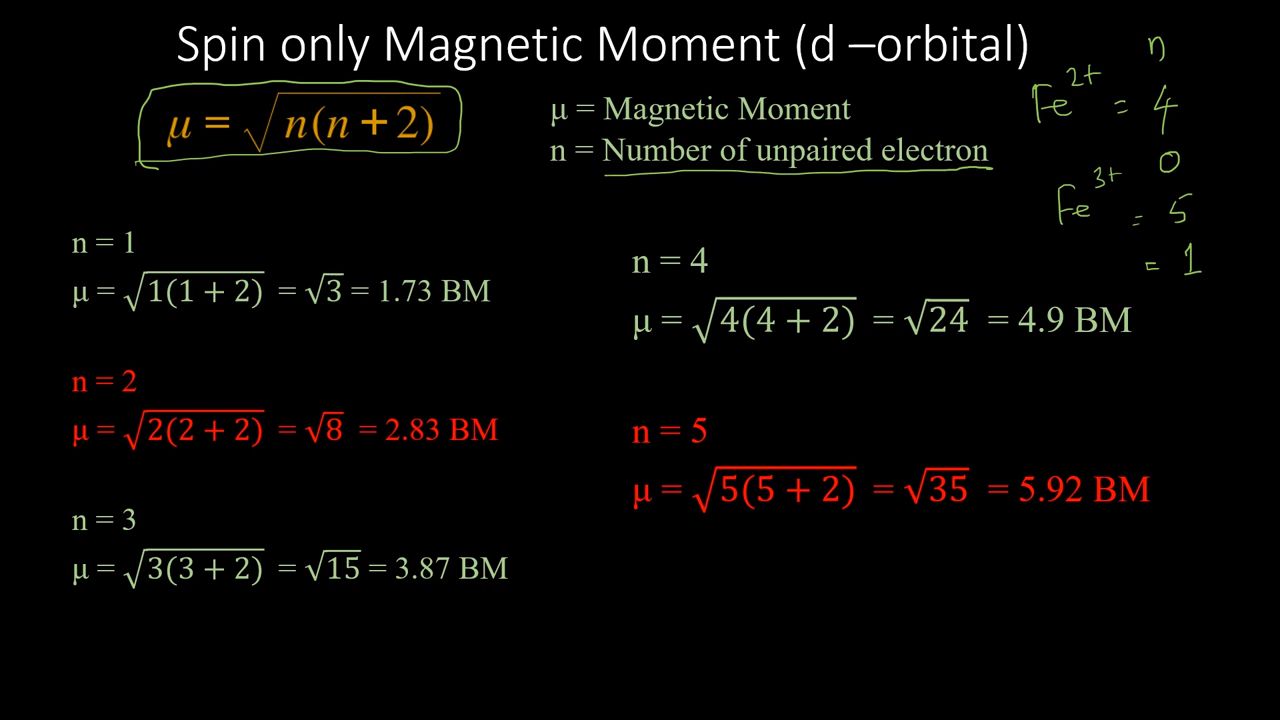 Spin only Magnetic Moment (d –orbital)
μ = √n(n + 2)
μ = Magnetic Moment
n = Number of unpaired electron
n
Fe²⁺ = 4
0
Fe³⁺ = 5
= 1
n = 1
μ = √1(1 + 2) = √3 = 1.73 BM
n = 2
μ = √2(2 + 2) = √8 = 2.83 BM
n = 3
μ = √3(3 + 2) = √15 = 3.87 BM
n = 4
μ = √4(4 + 2) = √24 = 4.9 BM
n = 5
μ = √5(5 + 2) = √35 = 5.92 BM